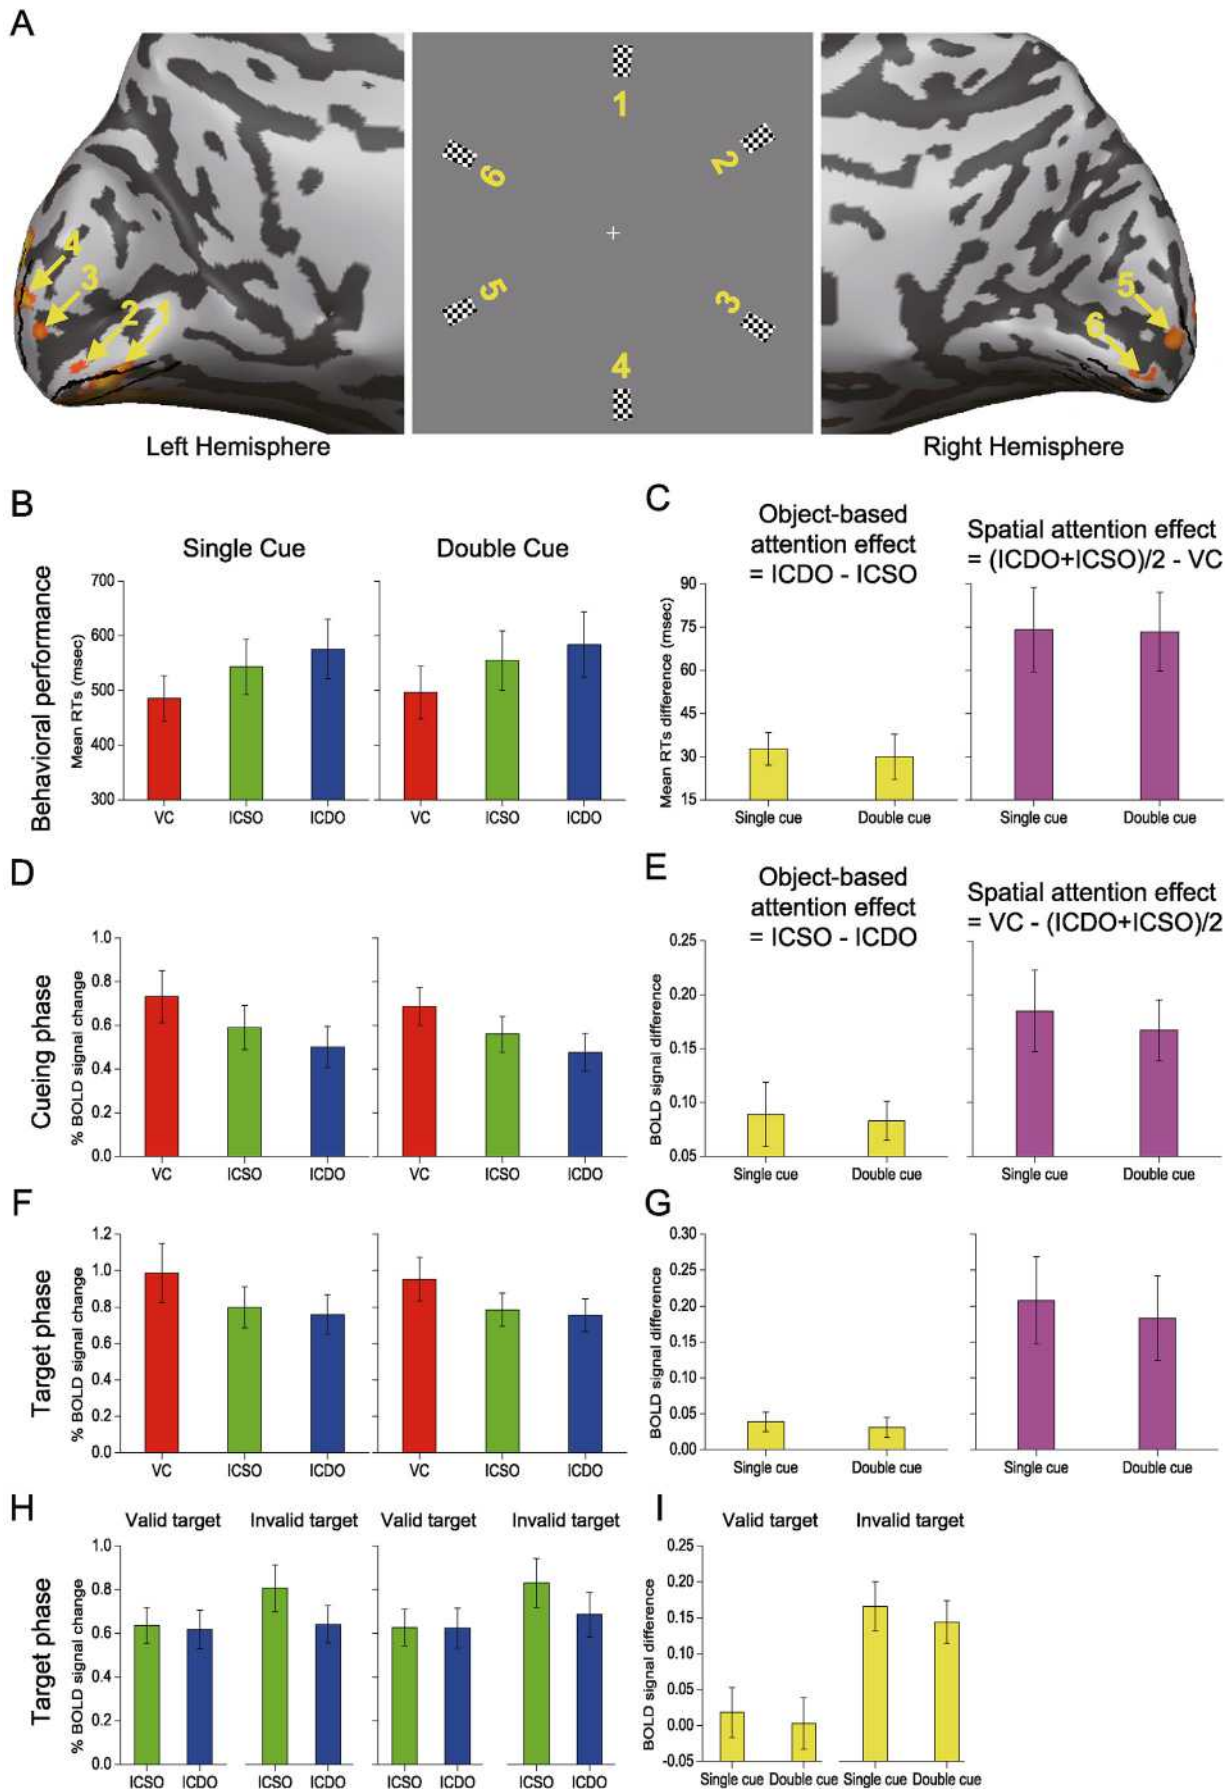 A
4
3
2
1
1
2
3
4
5
6
5
6
Left Hemisphere
Right Hemisphere
B
Single Cue
Double Cue
Behavioral performance
Mean RTs (msec)
700
600
500
400
300
VC
ICSO
ICDO
VC
ICSO
ICDO
C
Object-based
attention effect
= ICDO - ICSO
Spatial attention effect
= (ICDO+ICSO)/2 - VC
Mean RTs difference (msec)
90
75
60
45
30
15
Single cue
Double cue
Single cue
Double cue
D
Cueing phase
% BOLD signal change
1.0
0.8
0.6
0.4
0.2
0.0
VC
ICSO
ICDO
VC
ICSO
ICDO
E
Object-based
attention effect
= ICSO - ICDO
Spatial attention effect
= VC - (ICDO+ICSO)/2
BOLD signal difference
0.25
0.20
0.15
0.10
0.05
Single cue
Double cue
Single cue
Double cue
F
Target phase
% BOLD signal change
1.2
1.0
0.8
0.6
0.4
0.2
0.0
VC
ICSO
ICDO
VC
ICSO
ICDO
G
BOLD signal difference
0.30
0.25
0.20
0.15
0.10
0.05
0.00
Single cue
Double cue
Single cue
Double cue
H
Valid target
Invalid target
Valid target
Invalid target
Target phase
% BOLD signal change
1.0
0.8
0.6
0.4
0.2
0.0
ICSO
ICDO
ICSO
ICDO
ICSO
ICDO
ICSO
ICDO
I
Valid target
Invalid target
BOLD signal difference
0.25
0.20
0.15
0.10
0.05
0.00
-0.05
Single cue
Double cue
Single cue
Double cue